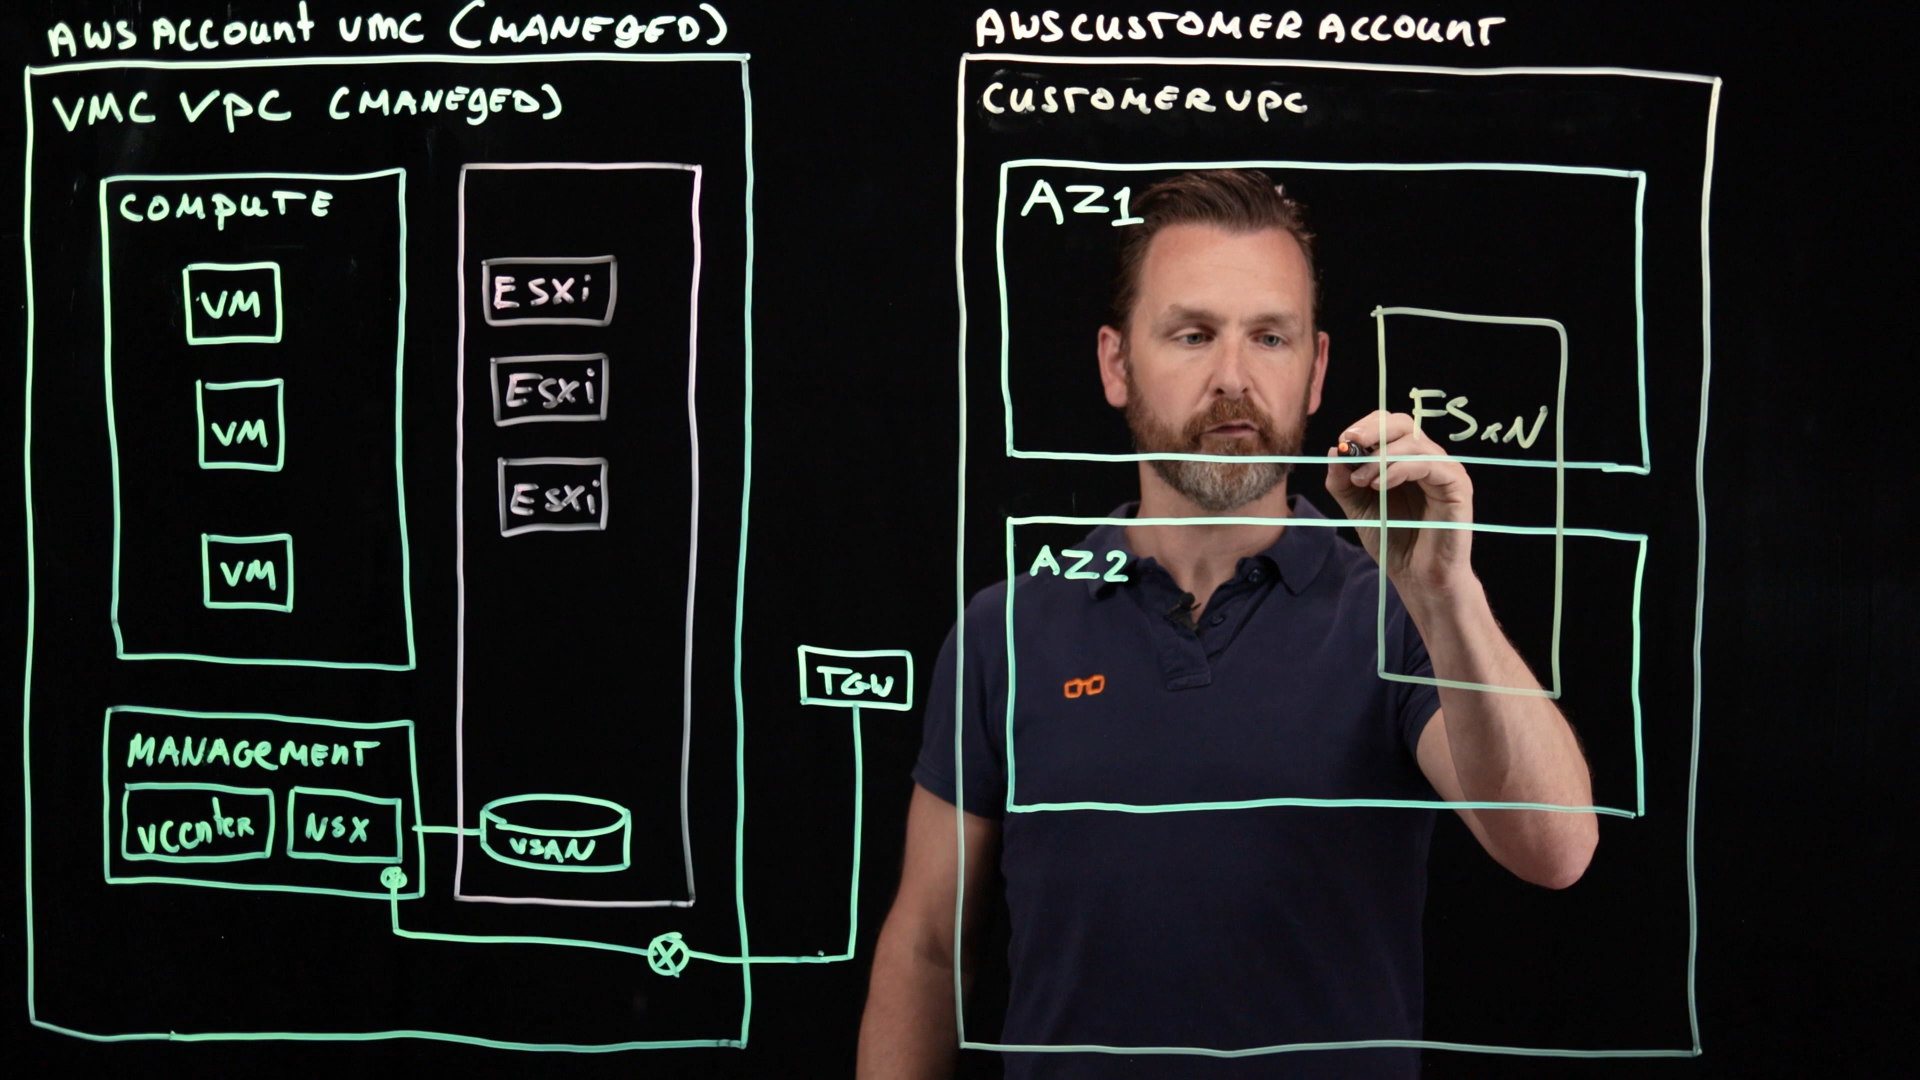 AWS ACCOUNT VMC (MANEGED)
VMC VPC (MANEGED)
COMPUTE
VM
VM
VM
ESXi
ESXi
ESXi
MANAGEMENT
vCenter
NSX
vSAN
TGW
AWS CUSTOMER ACCOUNT
CUSTOMER VPC
AZ1
FSxN
AZ2